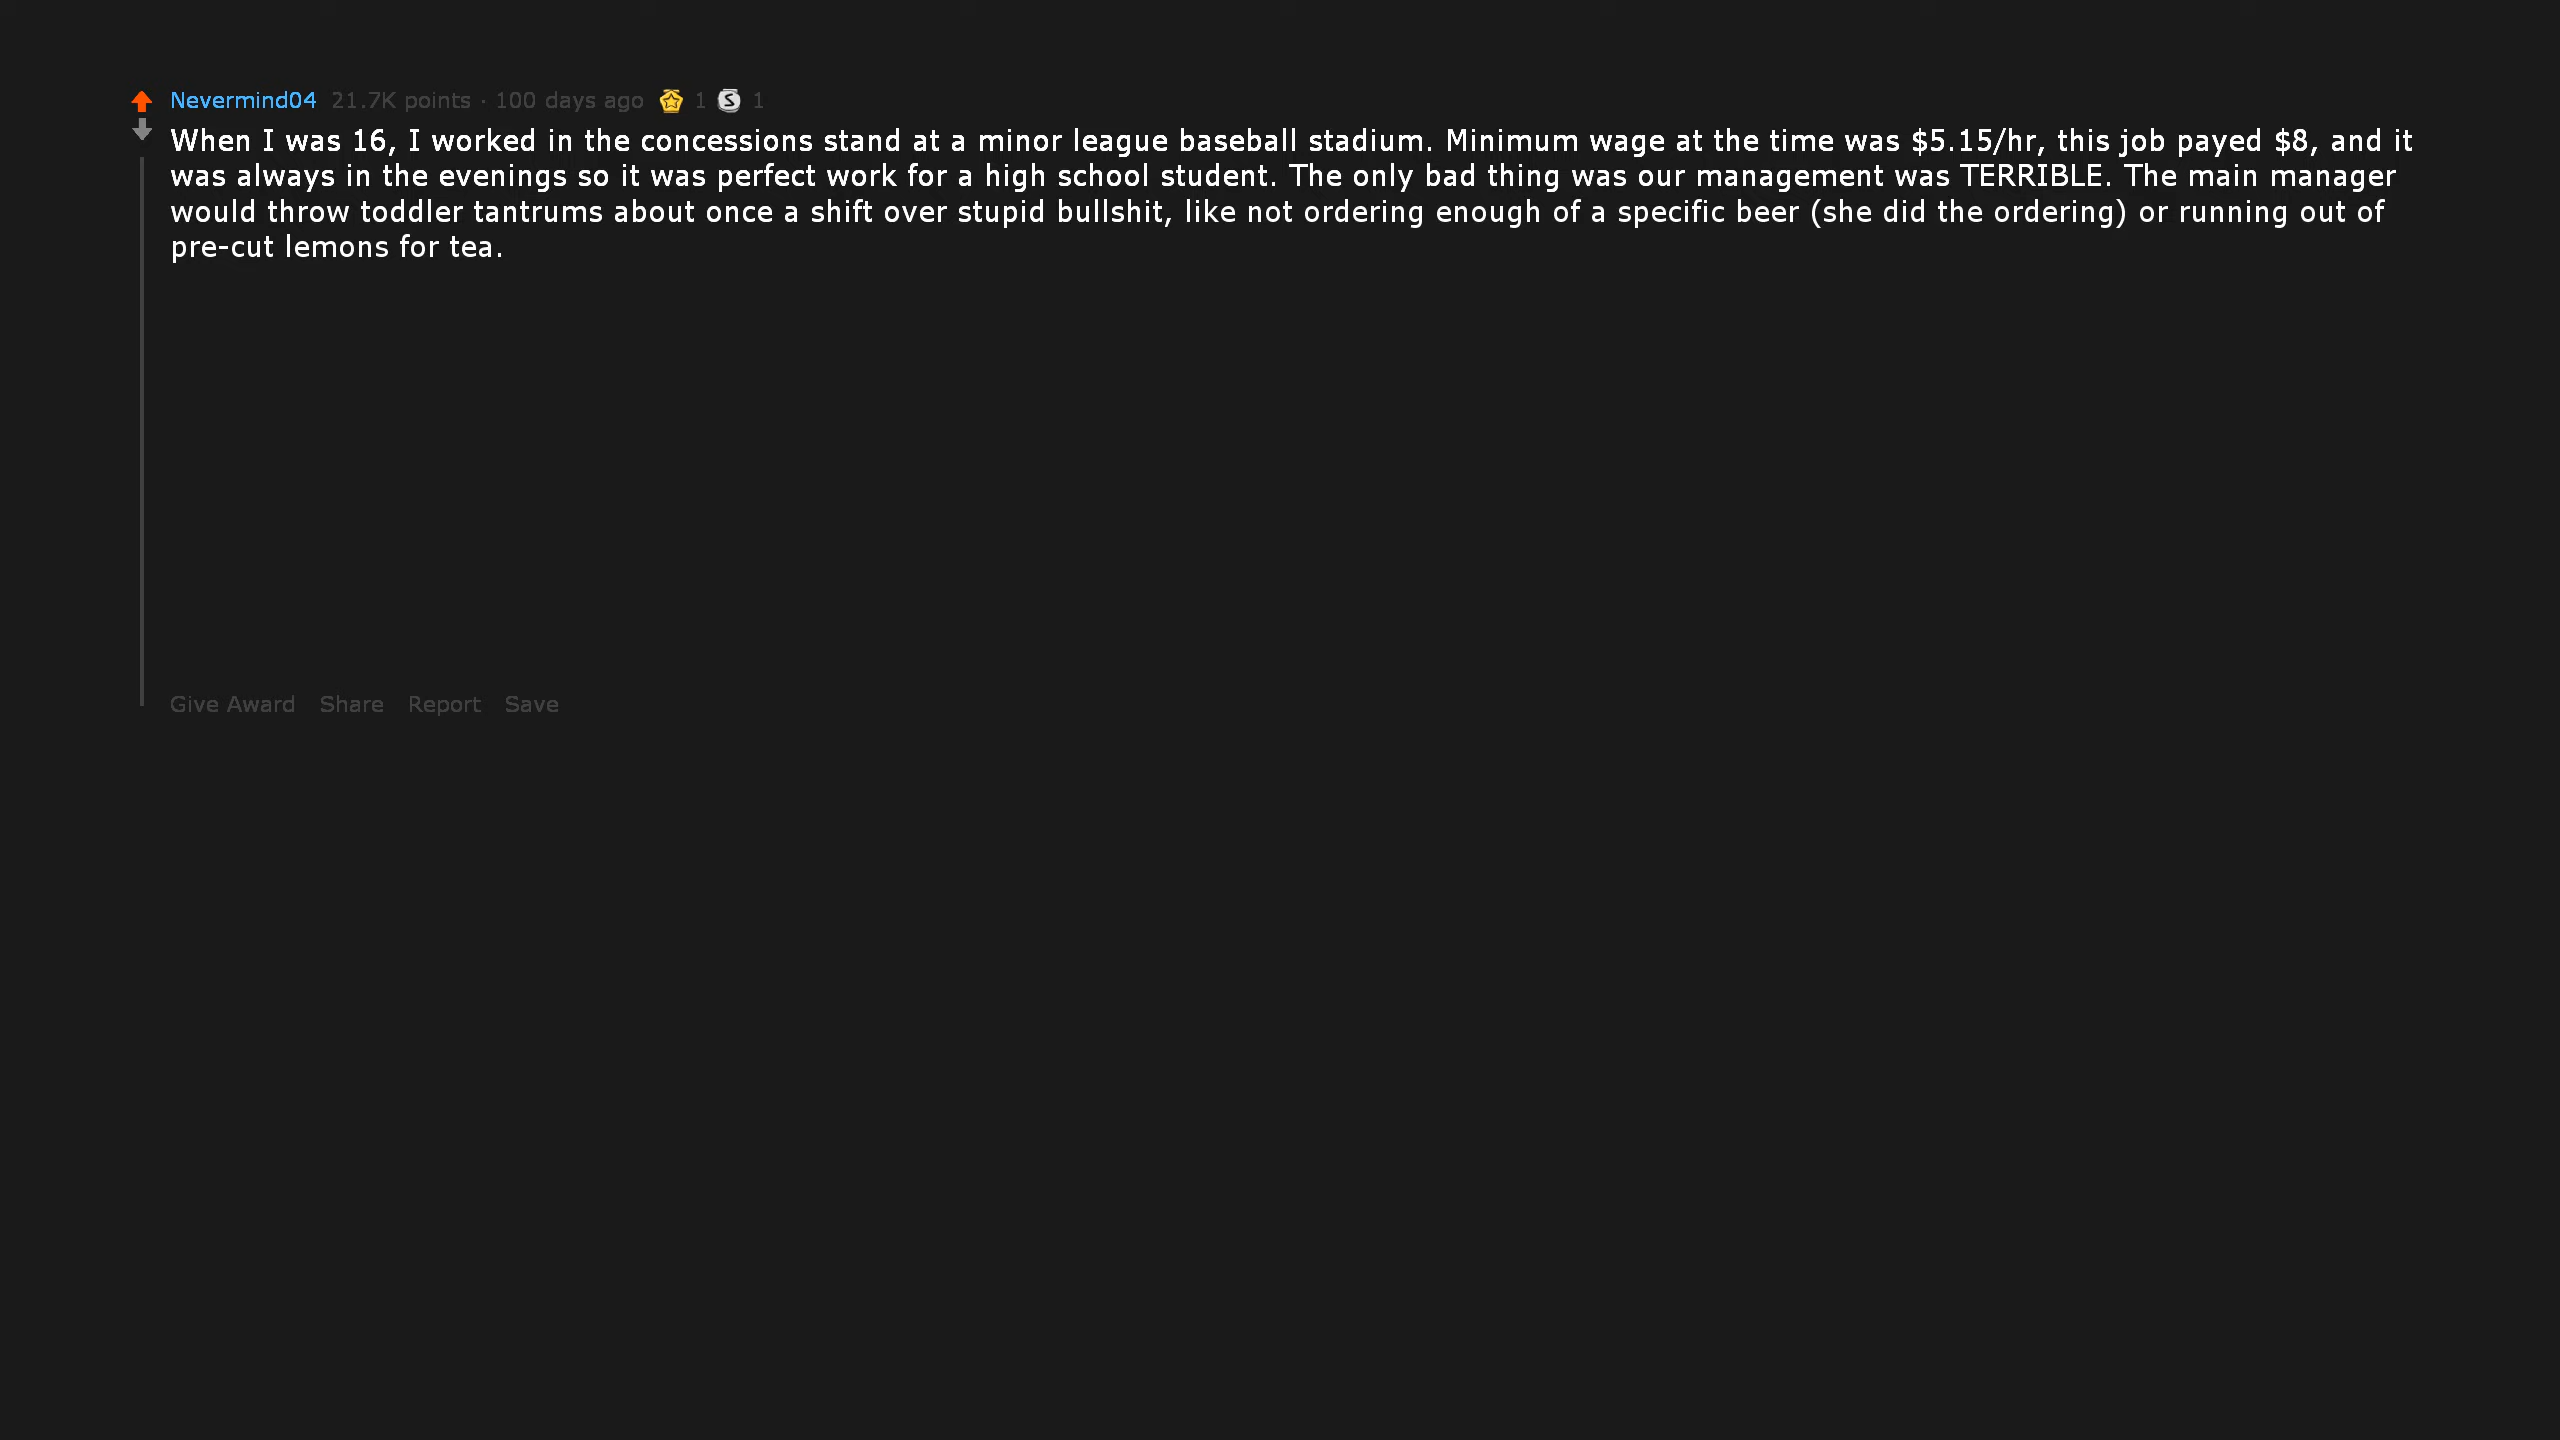 Nevermind04 21.7K points · 100 days ago 1 S 1
When I was 16, I worked in the concessions stand at a minor league baseball stadium. Minimum wage at the time was $5.15/hr, this job payed $8, and it
was always in the evenings so it was perfect work for a high school student. The only bad thing was our management was TERRIBLE. The main manager
would throw toddler tantrums about once a shift over stupid bullshit, like not ordering enough of a specific beer (she did the ordering) or running out of
pre-cut lemons for tea.
Give Award Share Report Save